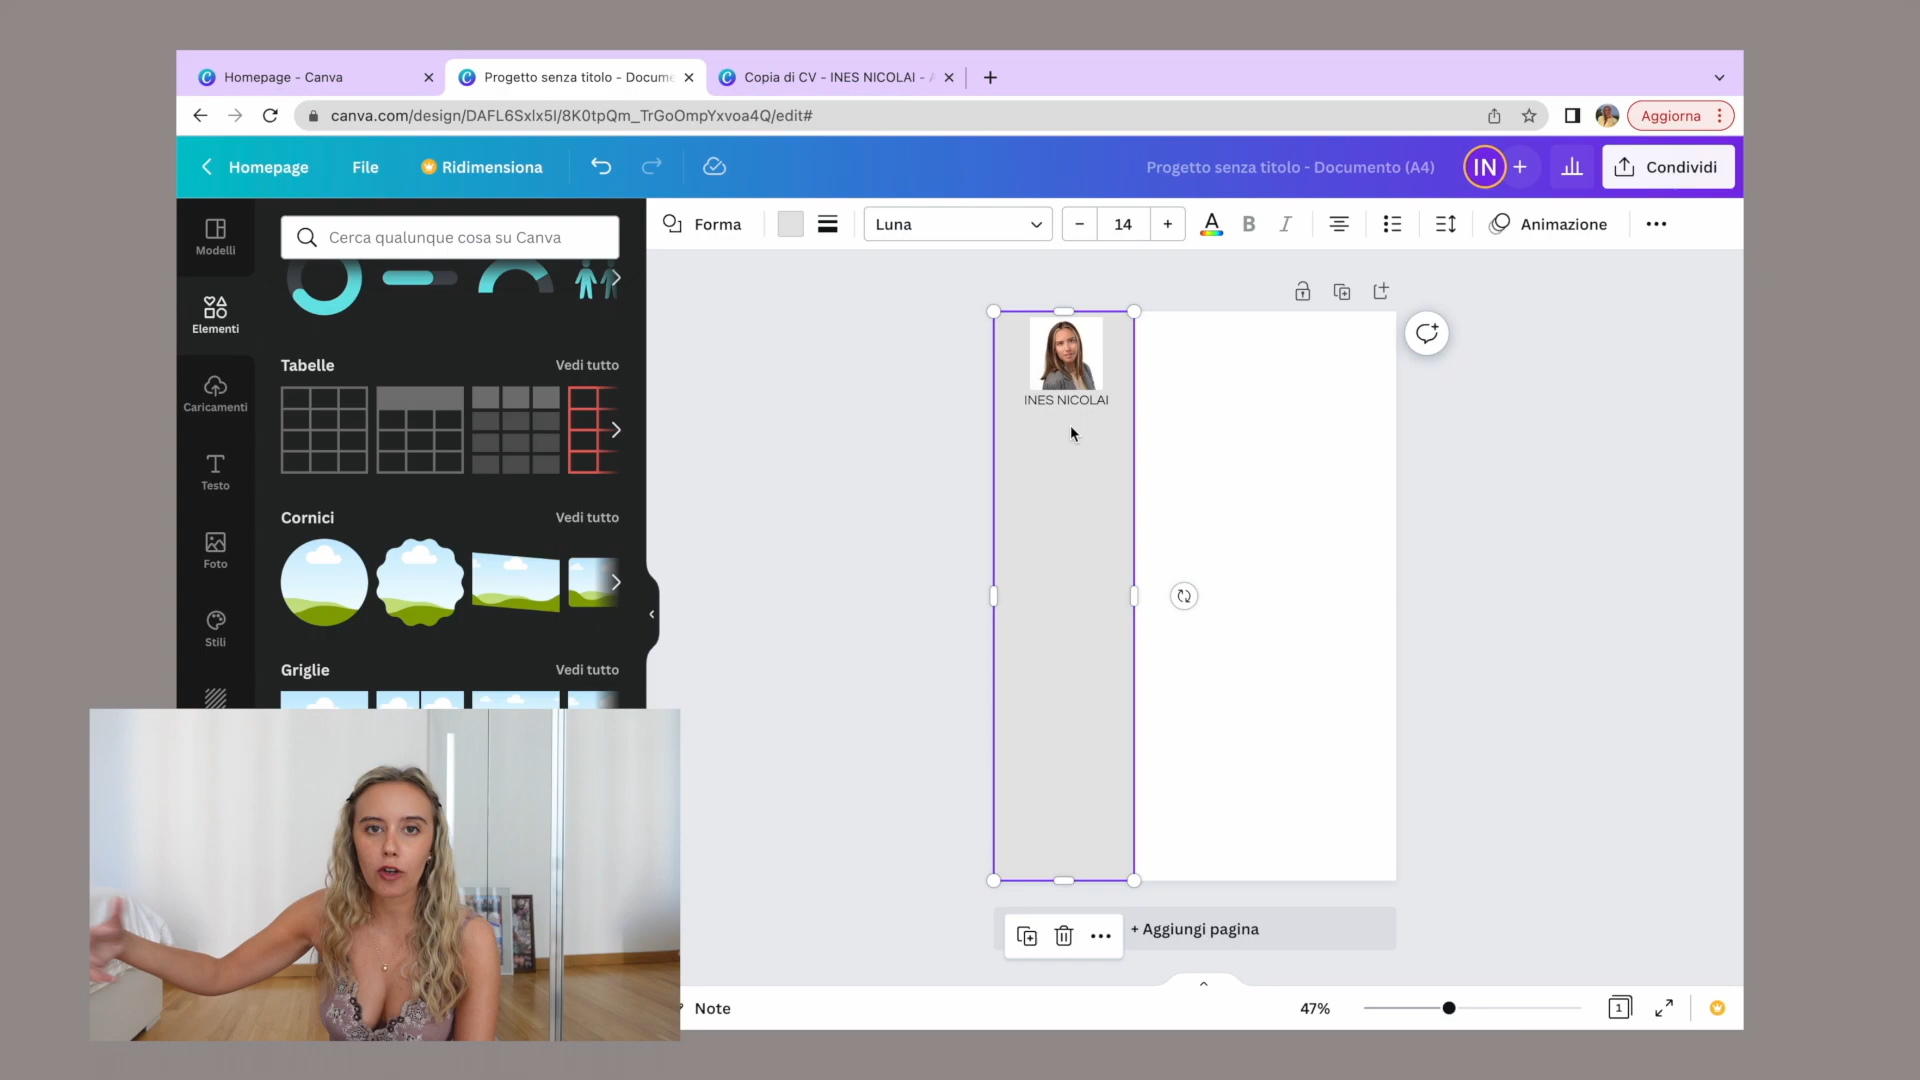 Homepage - Canva
Progetto senza titolo - Docume
Copia di CV - INES NICOLAI -
canva.com/design/DAFL6Sxlx5I/8K0tpQm_TrGoOmpYxvoa4Q/edit#
Aggiorna
Homepage
File
Ridimensiona
Progetto senza titolo - Documento (A4)
IN
+
Condividi
Modelli
Elementi
Caricamenti
Testo
Foto
Stili
Cerca qualunque cosa su Canva
Tabelle
Vedi tutto
Cornici
Vedi tutto
Griglie
Vedi tutto
Forma
Luna
- 14 +
A B I
Animazione
INES NICOLAI
+ Aggiungi pagina
Note
47%
1